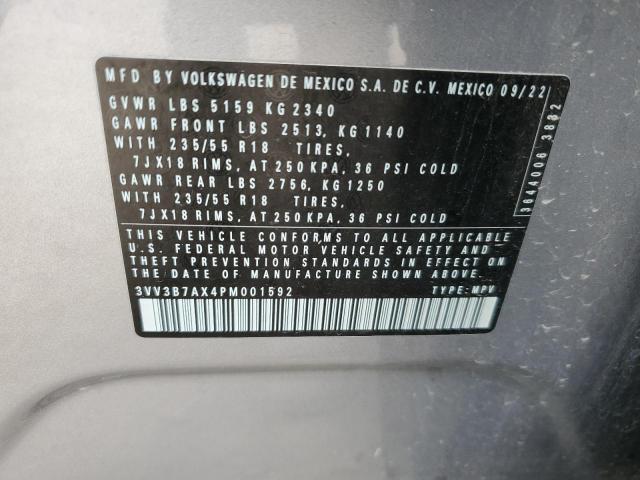 MFD BY VOLKSWAGEN DE MEXICO S.A. DE C.V. MEXICO 09/22
GVWR LBS 5159 KG 2340
GAWR FRONT LBS 2513, KG 1140
WITH 235/55 R18 TIRES,
7JX18 RIMS, AT 250 KPA, 36 PSI COLD
GAWR REAR LBS 2756, KG 1250
WITH 235/55 R18 TIRES,
7JX18 RIMS, AT 250 KPA, 36 PSI COLD
THIS VEHICLE CONFORMS TO ALL APPLICABLE
U.S. FEDERAL MOTOR VEHICLE SAFETY AND
THEFT PREVENTION STANDARDS IN EFFECT
ON THE DATE OF MANUFACTURE SHOWN ABOVE.
3VV3B7AX4PM001592 TYPE: MPV
3644006 3832